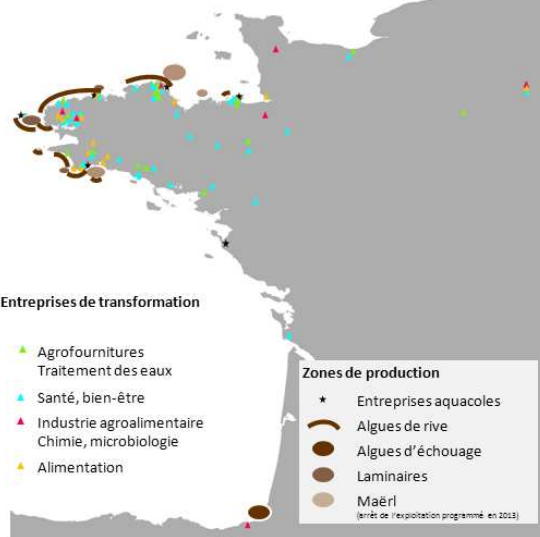 Entreprises de transformation
Agrofournitures
Traitement des eaux
Santé, bien-être
Industrie agroalimentaire
Chimie, microbiologie
Alimentation
Zones de production
Entreprises aquacoles
Algues de rive
Algues d'échouage
Laminaires
Maërl
(arrêt de l'expoitation programmé en 2013)